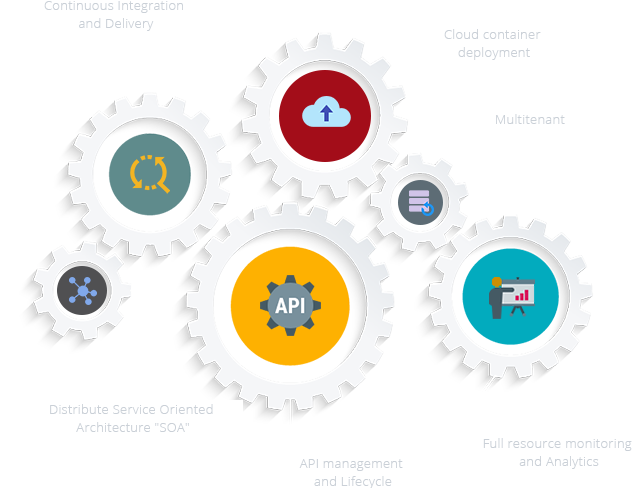 Continuous Integration
and Delivery
Cloud container
deployment
Multitenant
API
Distribute Service Oriented
Architecture "SOA"
Full resource monitoring
and Analytics
API management
and Lifecycle